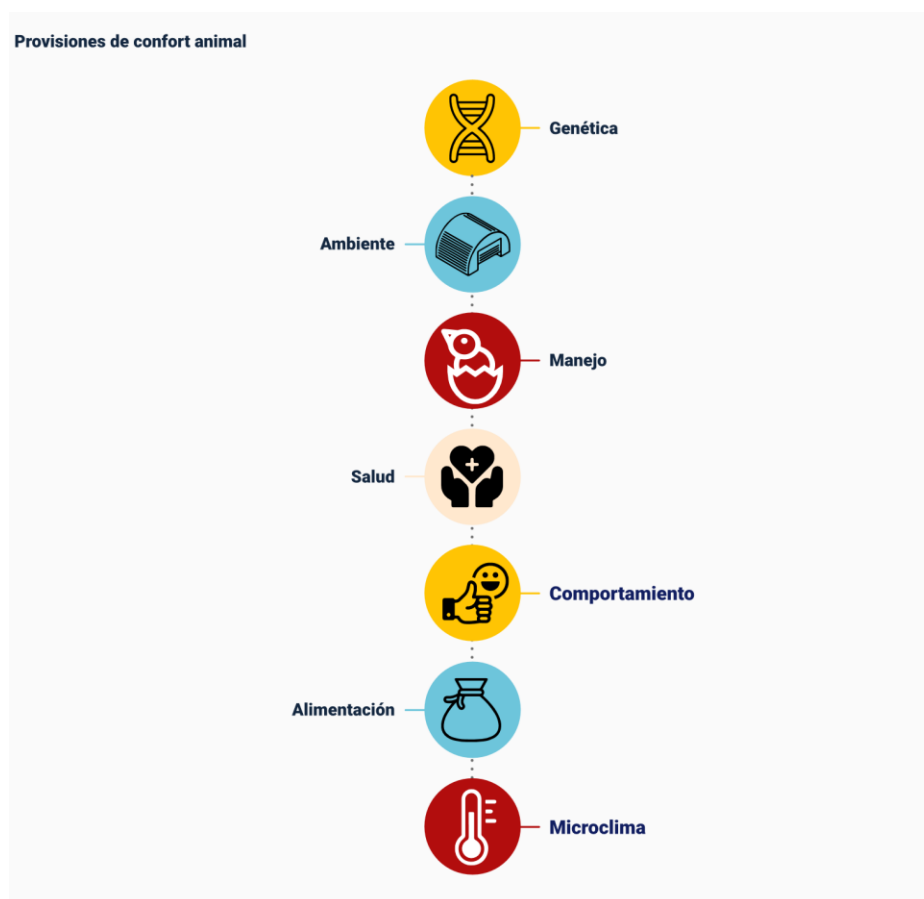 Provisiones de confort animal
Genética
Ambiente
Manejo
Salud
Comportamiento
Alimentación
Microclima